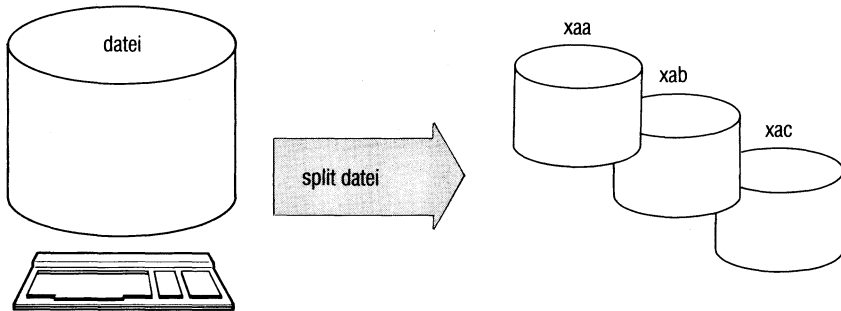 datei
split datei
xaa
xab
xac